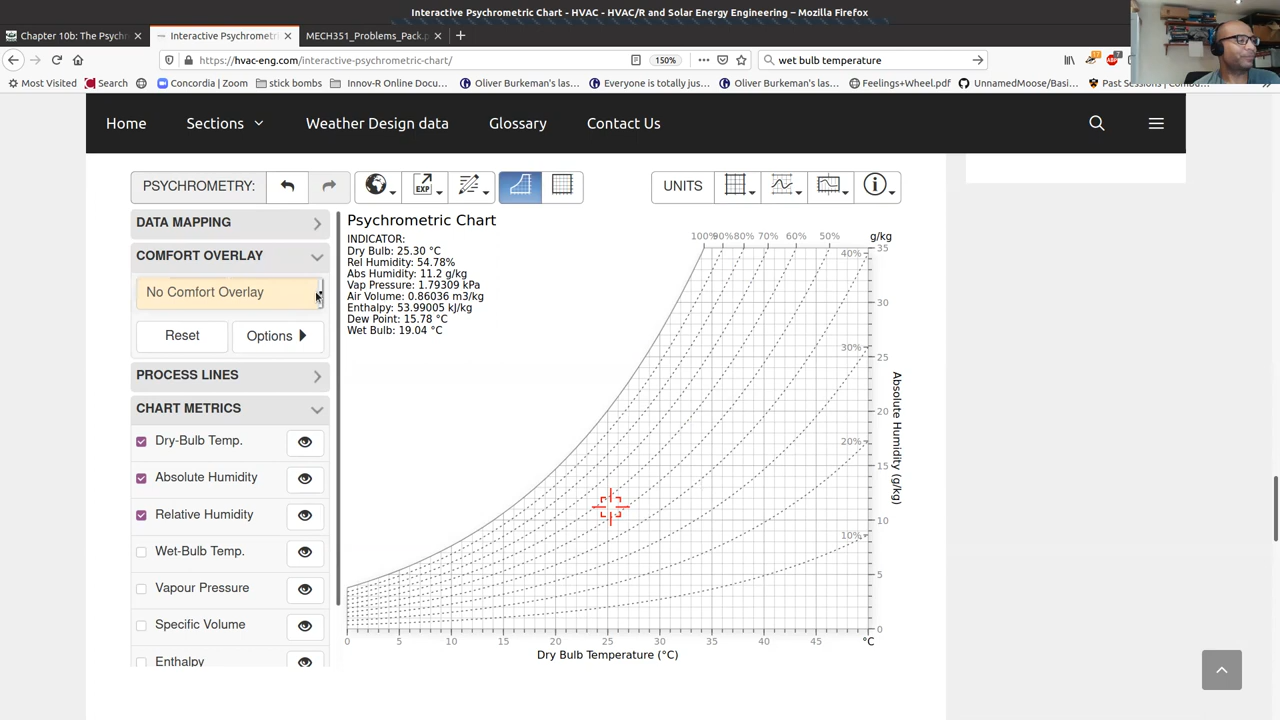 Interactive Psychrometric Chart - HVAC - HVAC/R and Solar Energy Engineering – Mozilla Firefox
Chapter 10b: The Psychr
Interactive Psychrometri
MECH351_Problems_Pack.p
https://hvac-eng.com/interactive-psychrometric-chart/
150%
wet bulb temperature
Most Visited
Search
Concordia | Zoom
stick bombs
Innov-R Online Docu…
Oliver Burkeman's las…
Everyone is totally jus…
Oliver Burkeman's las…
Feelings+Wheel.pdf
UnnamedMoose/Basi…
Past Sessions
Home
Sections
Weather Design data
Glossary
Contact Us
PSYCHROMETRY:
EXP
UNITS
DATA MAPPING
COMFORT OVERLAY
No Comfort Overlay
Reset
Options
PROCESS LINES
CHART METRICS
Dry-Bulb Temp.
Absolute Humidity
Relative Humidity
Wet-Bulb Temp.
Vapour Pressure
Specific Volume
Enthalpy
Psychrometric Chart
INDICATOR:
Dry Bulb: 25.30 °C
Rel Humidity: 54.78%
Abs Humidity: 11.2 g/kg
Vap Pressure: 1.79309 kPa
Air Volume: 0.86036 m3/kg
Enthalpy: 53.99005 kJ/kg
Dew Point: 15.78 °C
Wet Bulb: 19.04 °C
100% 90% 80% 70% 60% 50%
g/kg
40%
30%
20%
10%
35
30
25
20
15
10
5
0
Absolute Humidity (g/kg)
0 5 10 15 20 25 30 35 40 45 °C
Dry Bulb Temperature (°C)